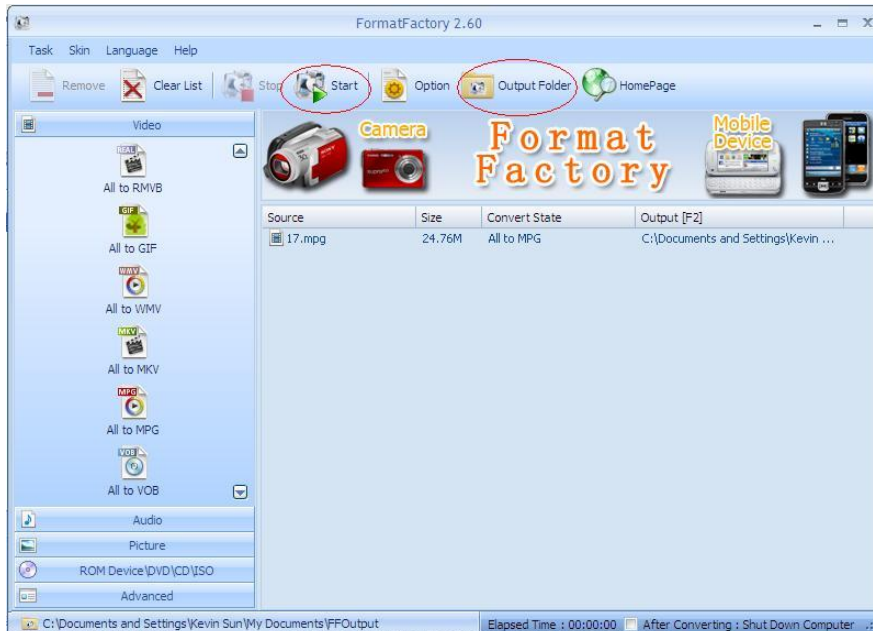 FormatFactory 2.60
Task Skin Language Help
Remove Clear List Stop Start Option Output Folder HomePage
Video
All to RMVB
All to GIF
All to WMV
All to MKV
All to MPG
All to VOB
Audio
Picture
ROM Device\DVD\CD\ISO
Advanced
Camera
Format
Factory
Mobile
Device
Source Size Convert State Output [F2]
17.mpg 24.76M All to MPG C:\Documents and Settings\Kevin ...
C:\Documents and Settings\Kevin Sun\My Documents\FFOutput
Elapsed Time : 00:00:00 After Converting : Shut Down Computer